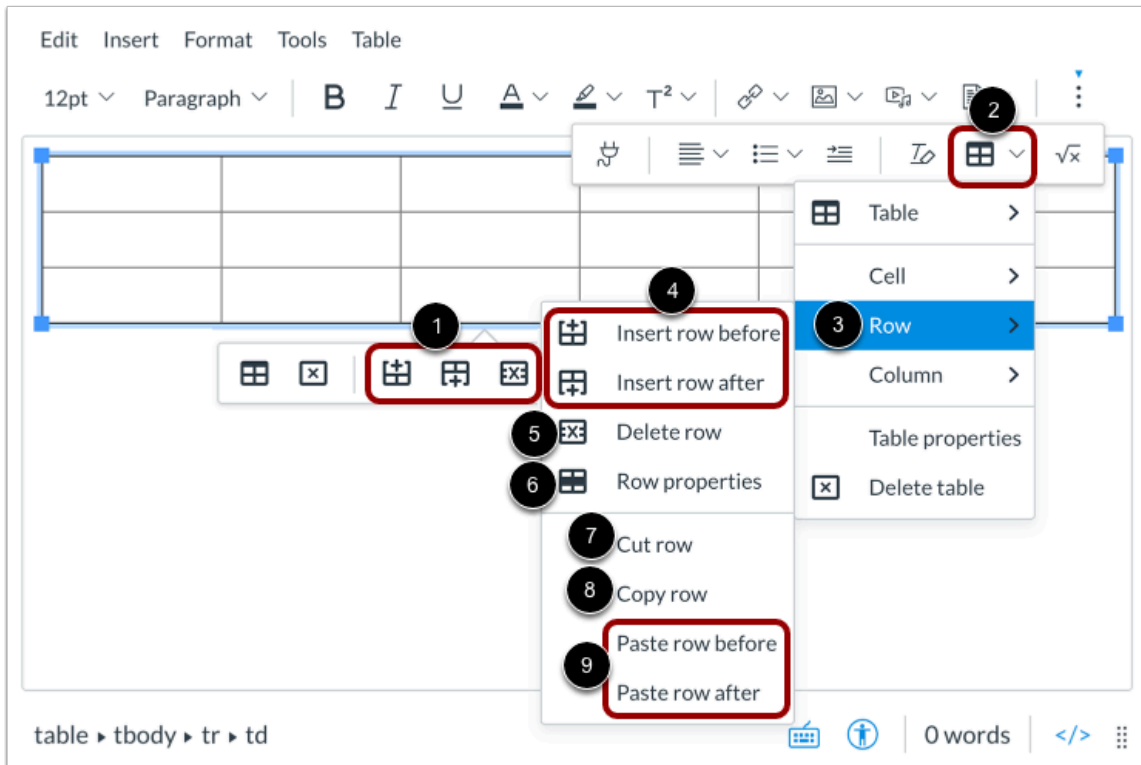 Edit Insert Format Tools Table
12pt Paragraph B I U A T²
2
√x
Table
Cell
4
1
Insert row before
3 Row
Insert row after
Column
5 Delete row
Table properties
6 Row properties
Delete table
7 Cut row
8 Copy row
9
Paste row before
Paste row after
table ▸ tbody ▸ tr ▸ td 0 words </>